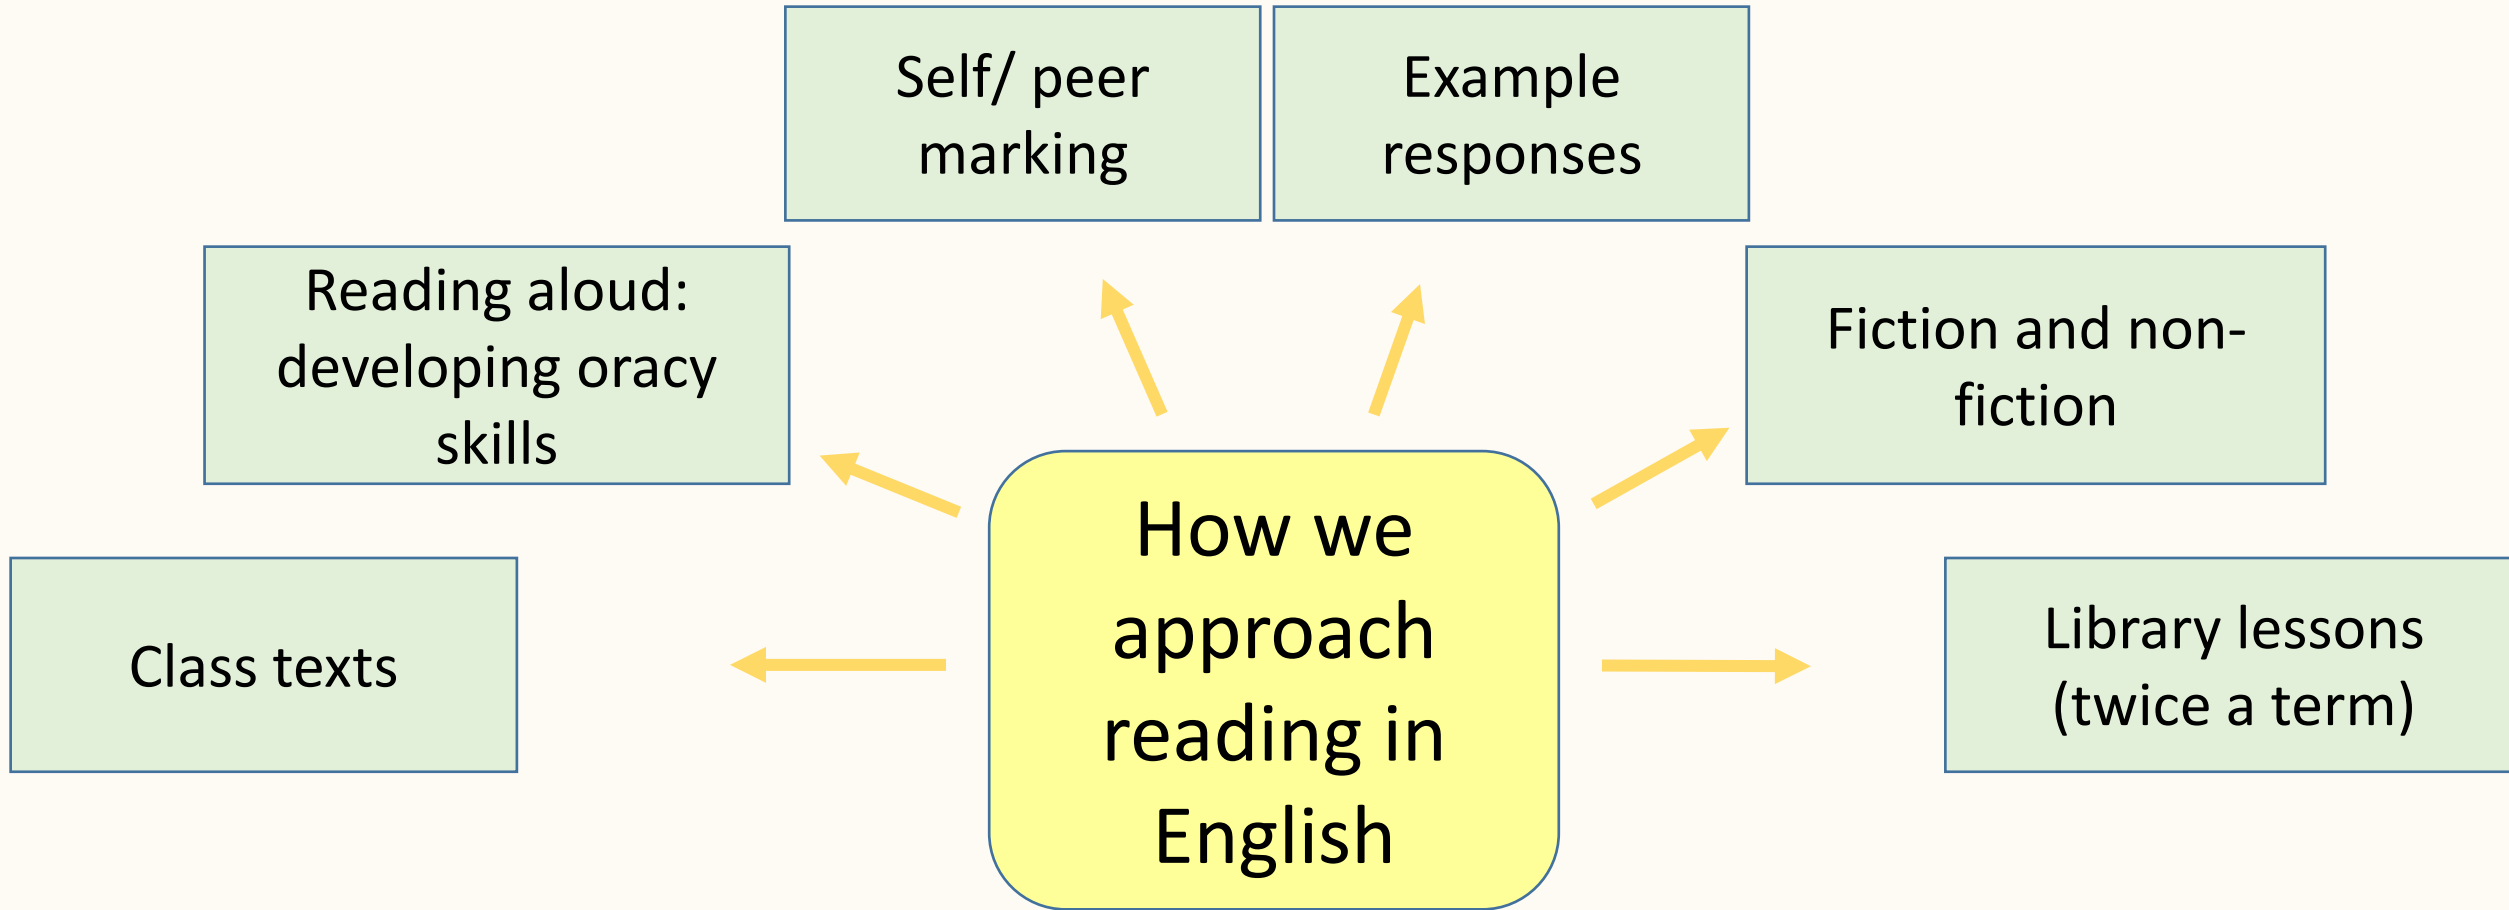 Self/ peer
marking
Example
responses
Reading aloud:
developing oracy
skills
Fiction and non-
fiction
Class texts
How we
approach
reading in
English
Library lessons
(twice a term)